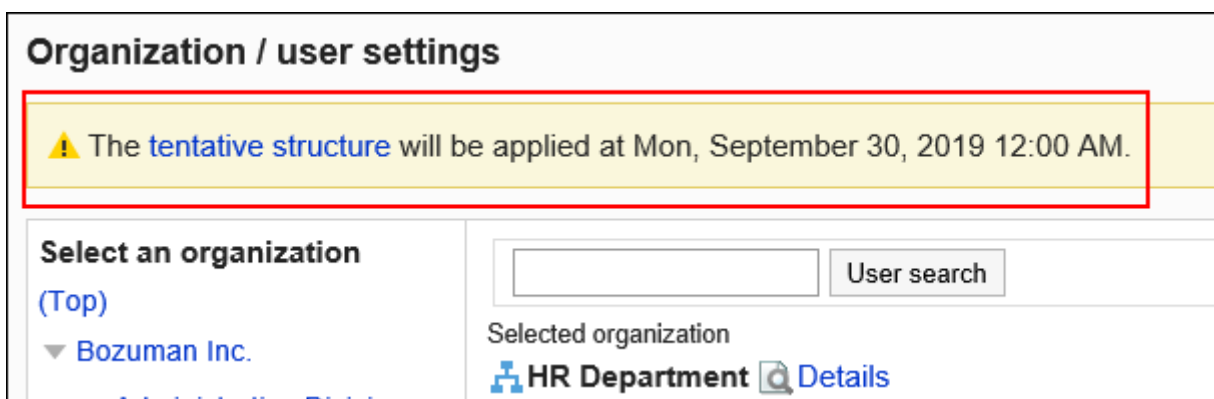 Organization / user settings
The tentative structure will be applied at Mon, September 30, 2019 12:00 AM.
Select an organization
(Top)
Bozuman Inc.
User search
Selected organization
HR Department Details